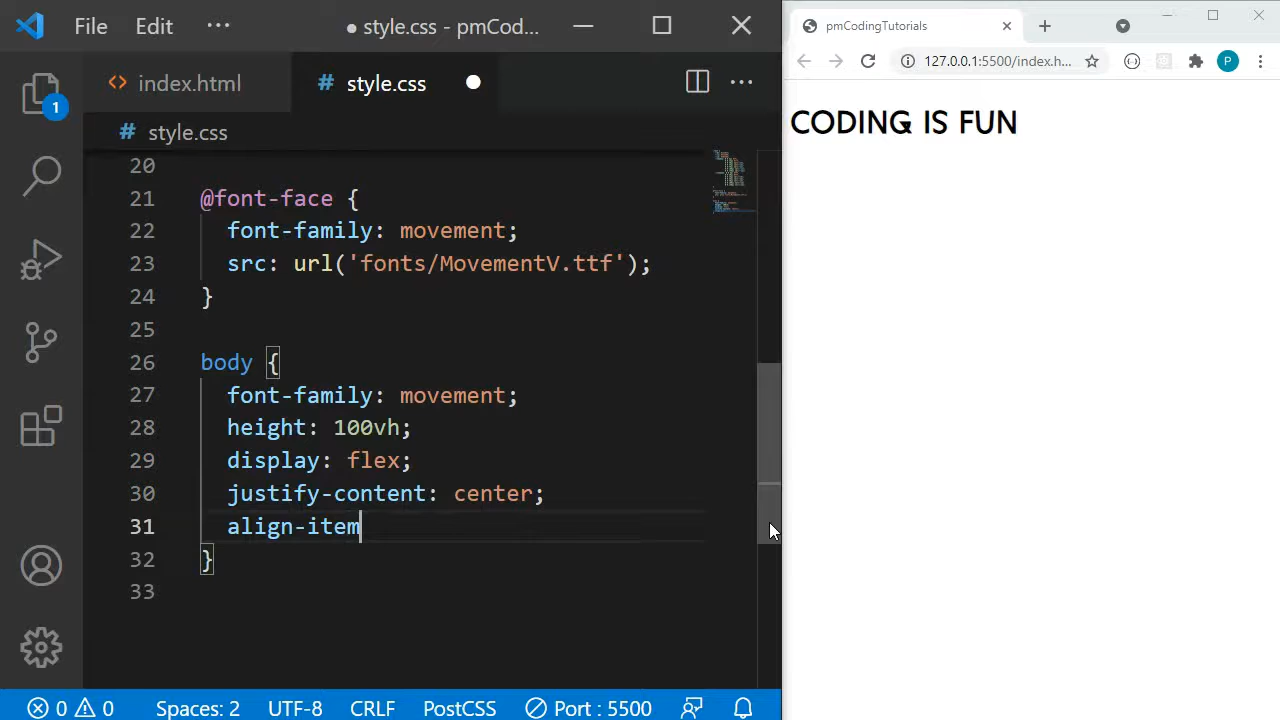 File Edit ··· ● style.css - pmCod...
index.html # style.css
# style.css
20
21 @font-face {
22 font-family: movement;
23 src: url('fonts/MovementV.ttf');
24 }
25
26 body {
27 font-family: movement;
28 height: 100vh;
29 display: flex;
30 justify-content: center;
31 align-item
32 }
33
1
0 0 Spaces: 2 UTF-8 CRLF PostCSS Port : 5500
pmCodingTutorials
127.0.0.1:5500/index.h... P
CODING IS FUN